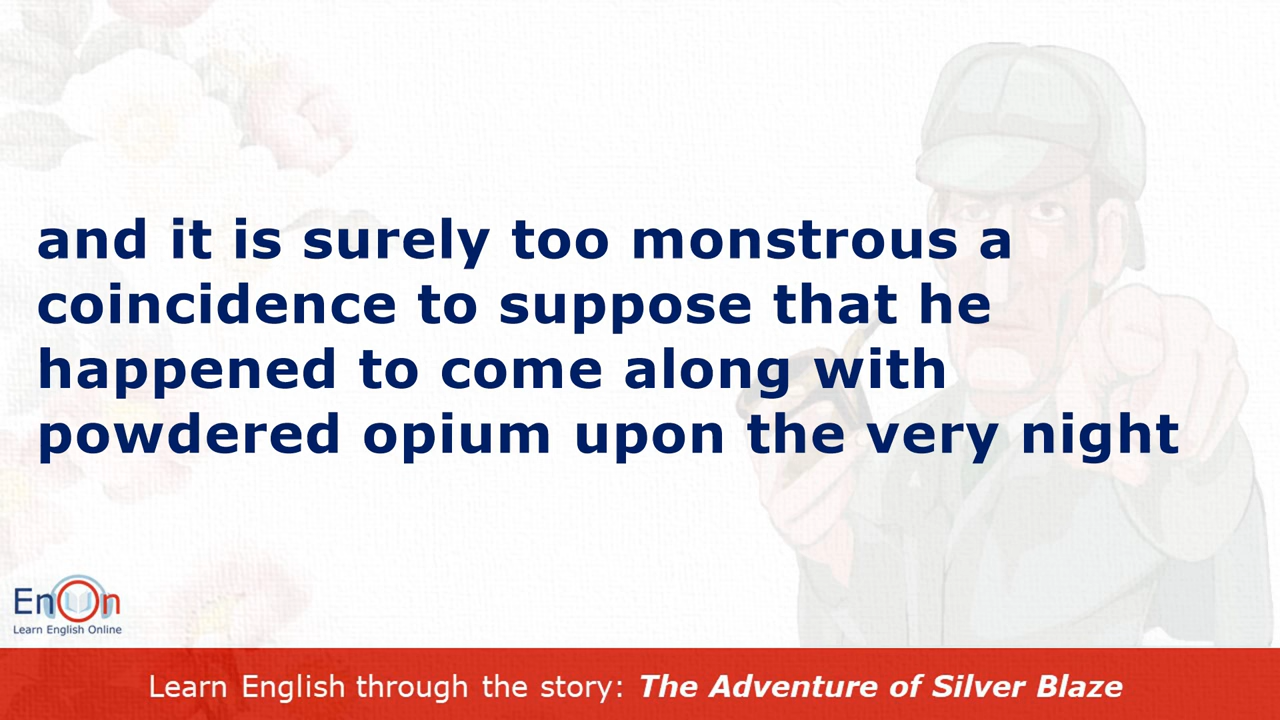 and it is surely too monstrous a
coincidence to suppose that he
happened to come along with
powdered opium upon the very night
EnOn
Learn English Online
Learn English through the story: The Adventure of Silver Blaze